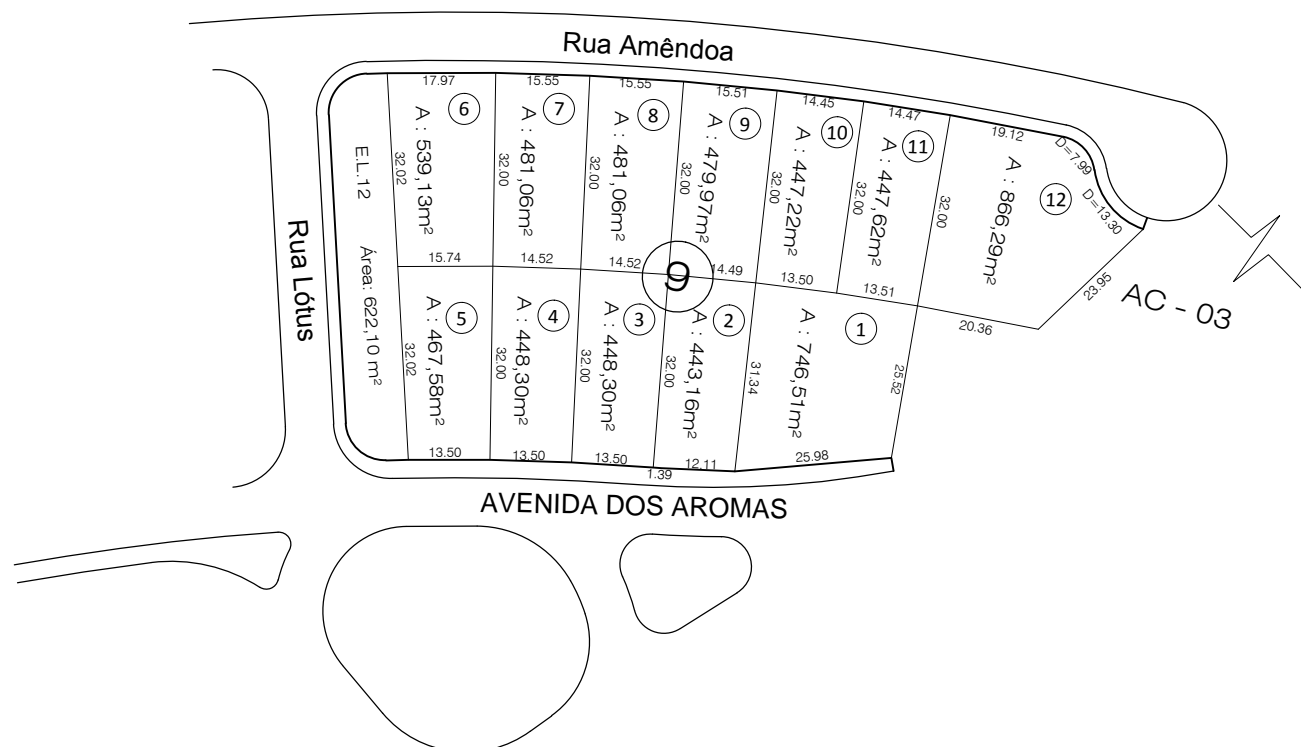 Rua Amêndoa
17.97
15.55
15.55
15.51
14.45
14.47
19.12
D=7.99
D=13.30
6
7
8
9
10
11
12
A : 539,13m²
A : 481,06m²
A : 481,06m²
A : 479,97m²
A : 447,22m²
A : 447,62m²
A : 866,29m²
32.02
32.00
32.00
32.00
32.00
32.00
32.00
23.95
AC - 03
E.L.12
Área: 622,10 m²
Rua Lótus
15.74
14.52
14.52
9
14.49
13.50
13.51
20.36
5
4
3
2
1
A : 467,58m²
A : 448,30m²
A : 448,30m²
A : 443,16m²
A : 746,51m²
32.02
32.00
32.00
32.00
31.34
25.52
13.50
13.50
13.50
1.39
12.11
25.98
AVENIDA DOS AROMAS